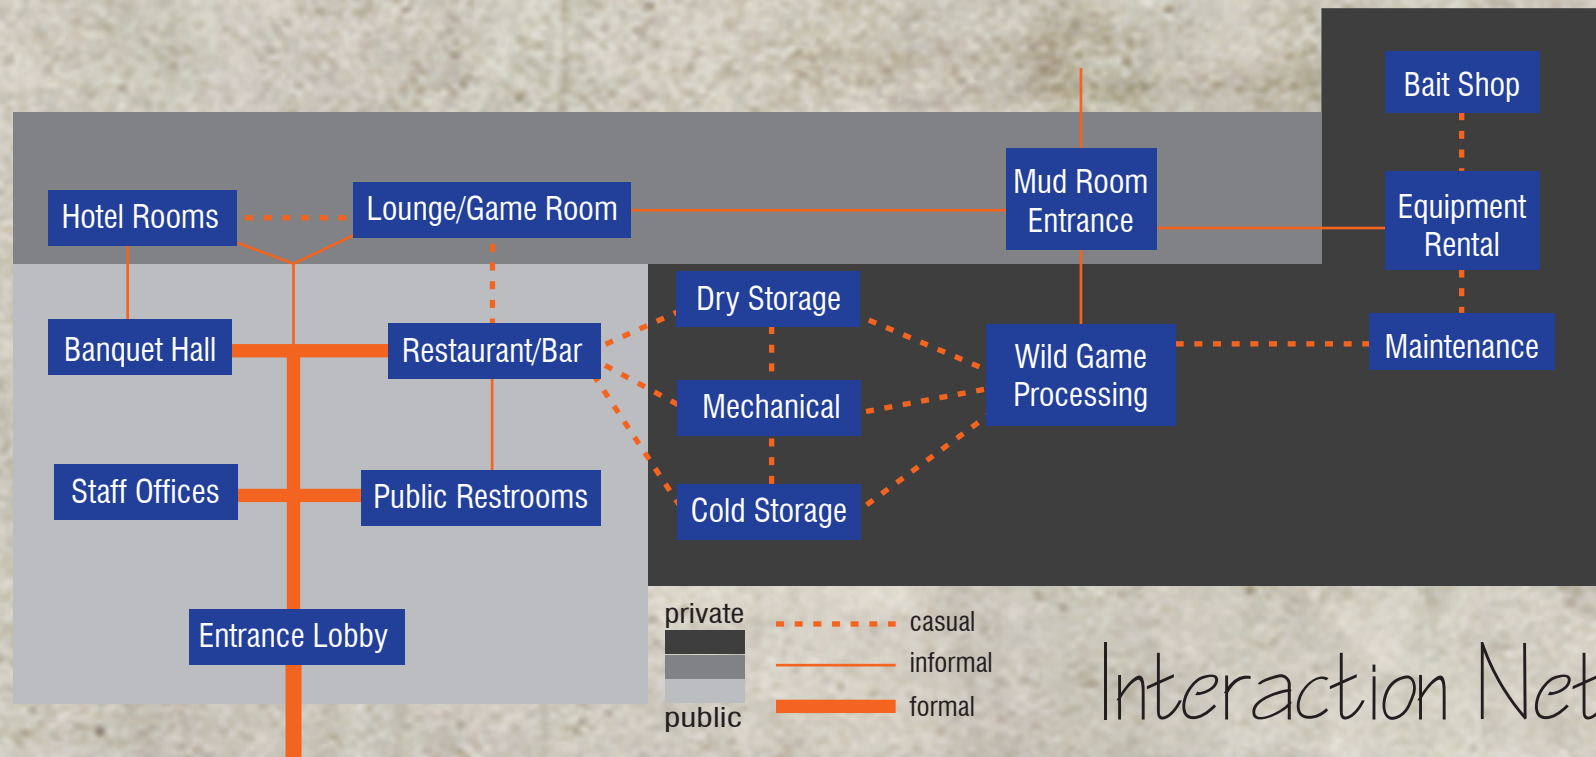 Bait Shop
Hotel Rooms
Lounge/Game Room
Mud Room
Entrance
Equipment
Rental
Dry Storage
Banquet Hall
Restaurant/Bar
Wild Game
Processing
Maintenance
Mechanical
Staff Offices
Public Restrooms
Cold Storage
Entrance Lobby
private
public
casual
informal
formal
Interaction Net